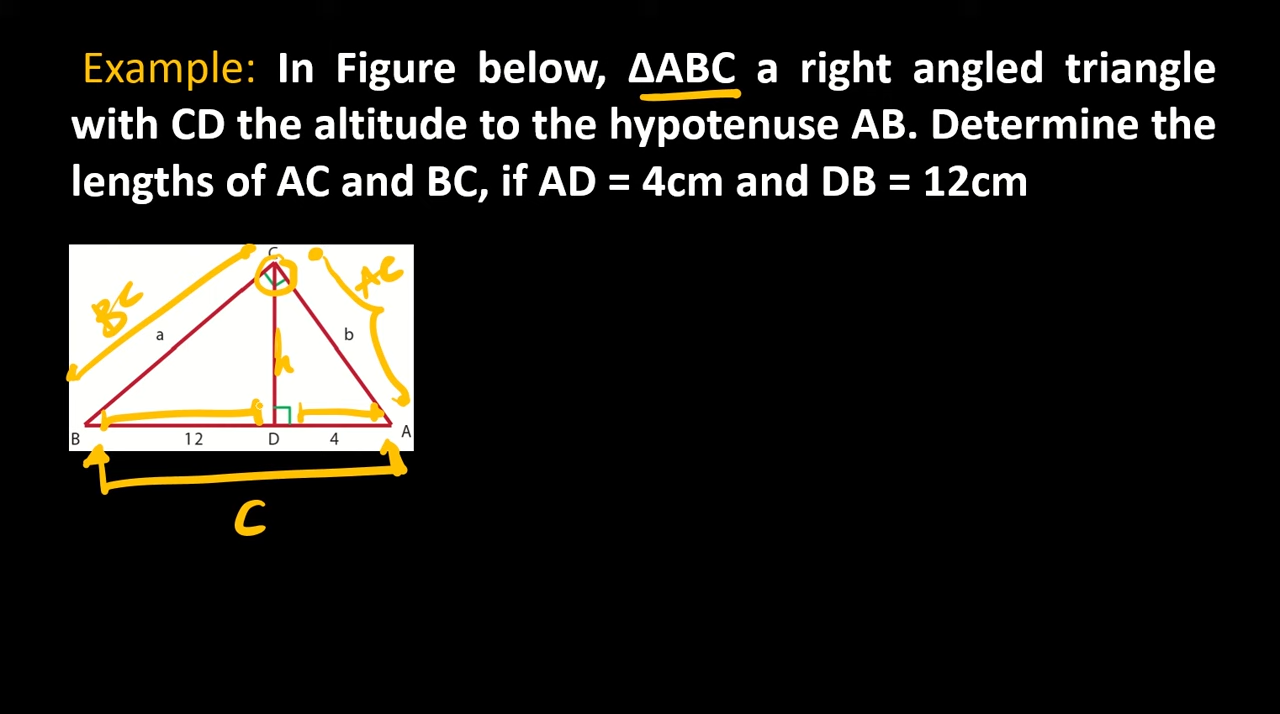 Example: In Figure below, ΔABC a right angled triangle
with CD the altitude to the hypotenuse AB. Determine the
lengths of AC and BC, if AD = 4cm and DB = 12cm
C
BC
AC
a
b
h
B
12
D
4
A
C